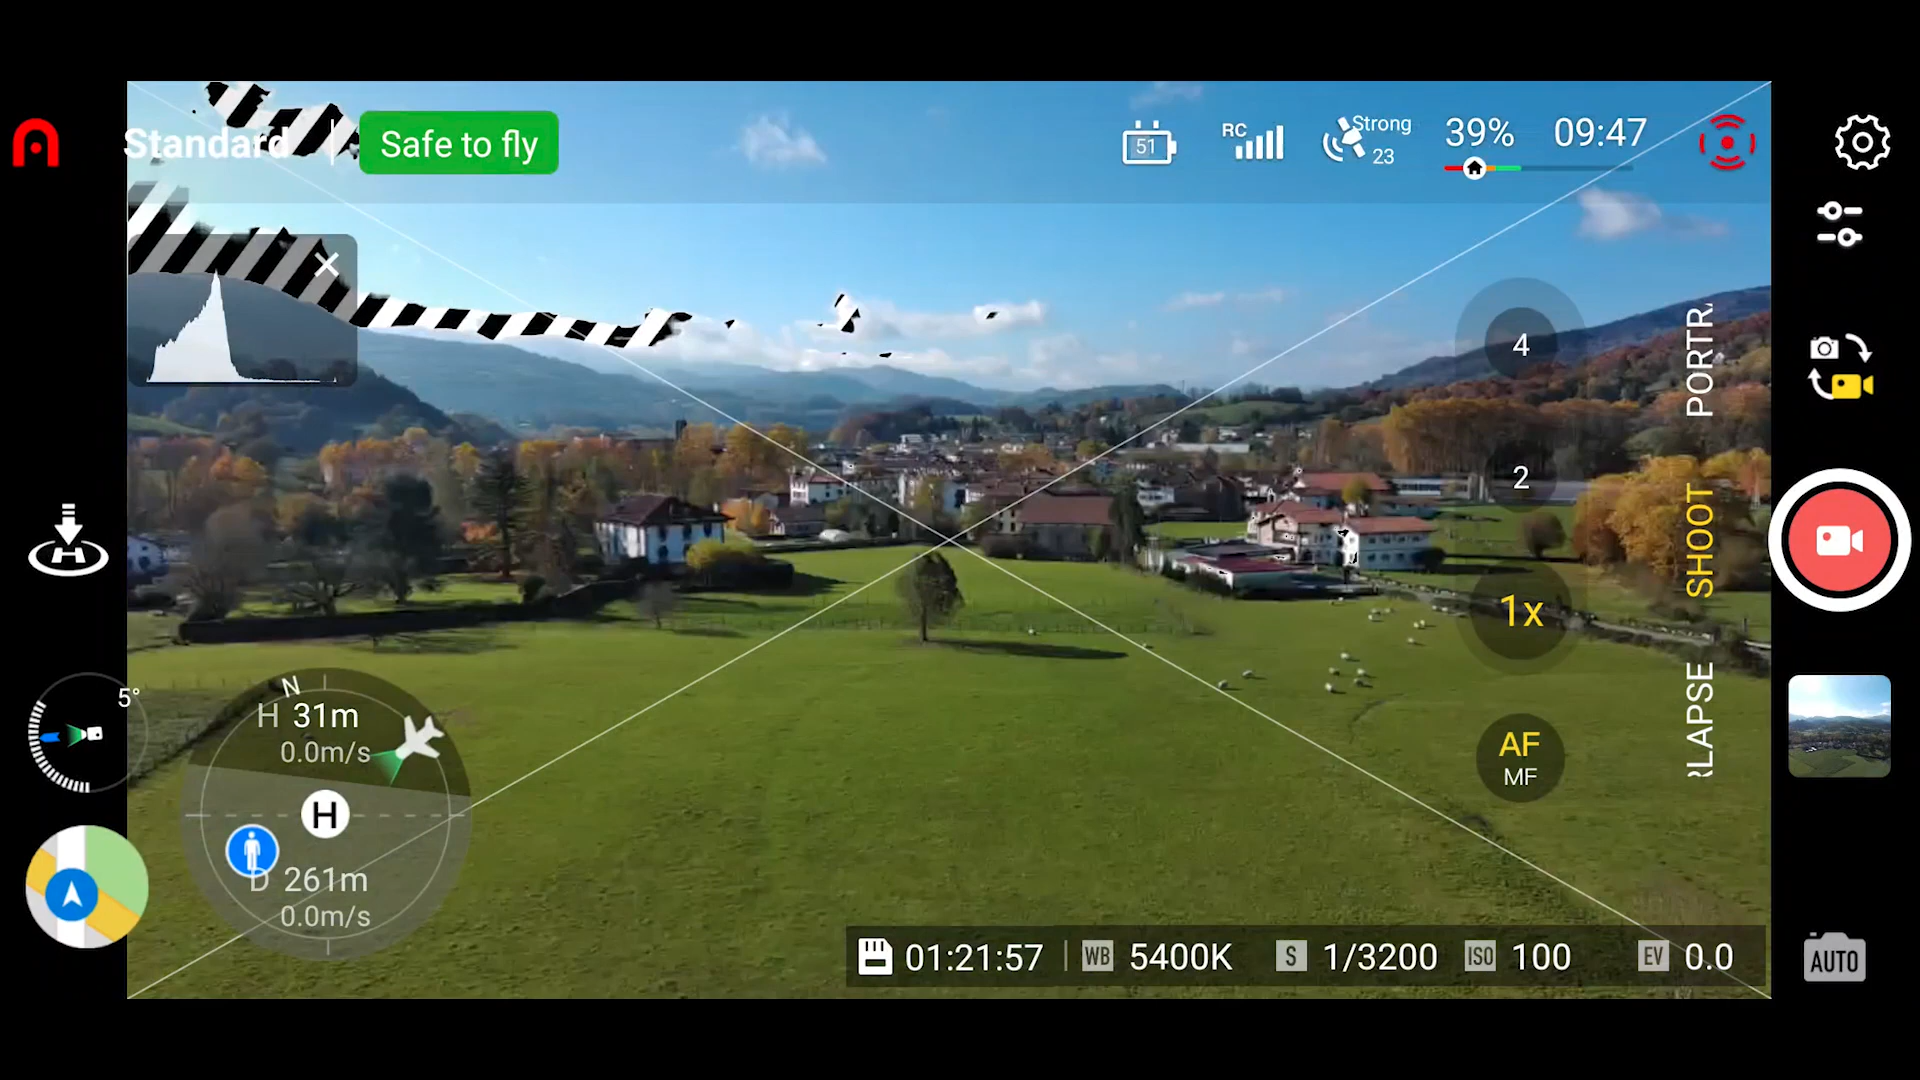 Standard
Safe to fly
51
RC
Strong
23
39%
09:47
4
PORTR
2
SHOOT
1x
LAPSE
AF
MF
5°
N
H 31m
0.0m/s
H
D 261m
0.0m/s
H
01:21:57
WB 5400K
S 1/3200
ISO 100
EV 0.0
AUTO